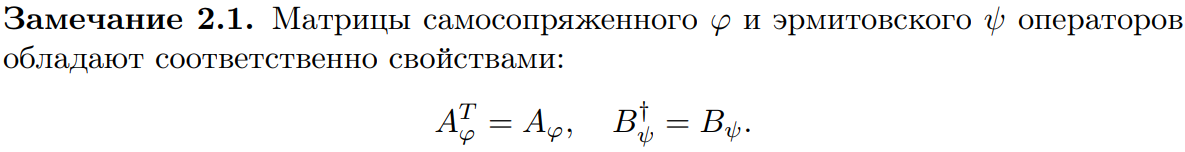 Замечание 2.1. Матрицы самосопряженного φ и эрмитовского ψ операторов
обладают соответственно свойствами:
A_φ^T = A_φ, B_ψ^† = B_ψ.